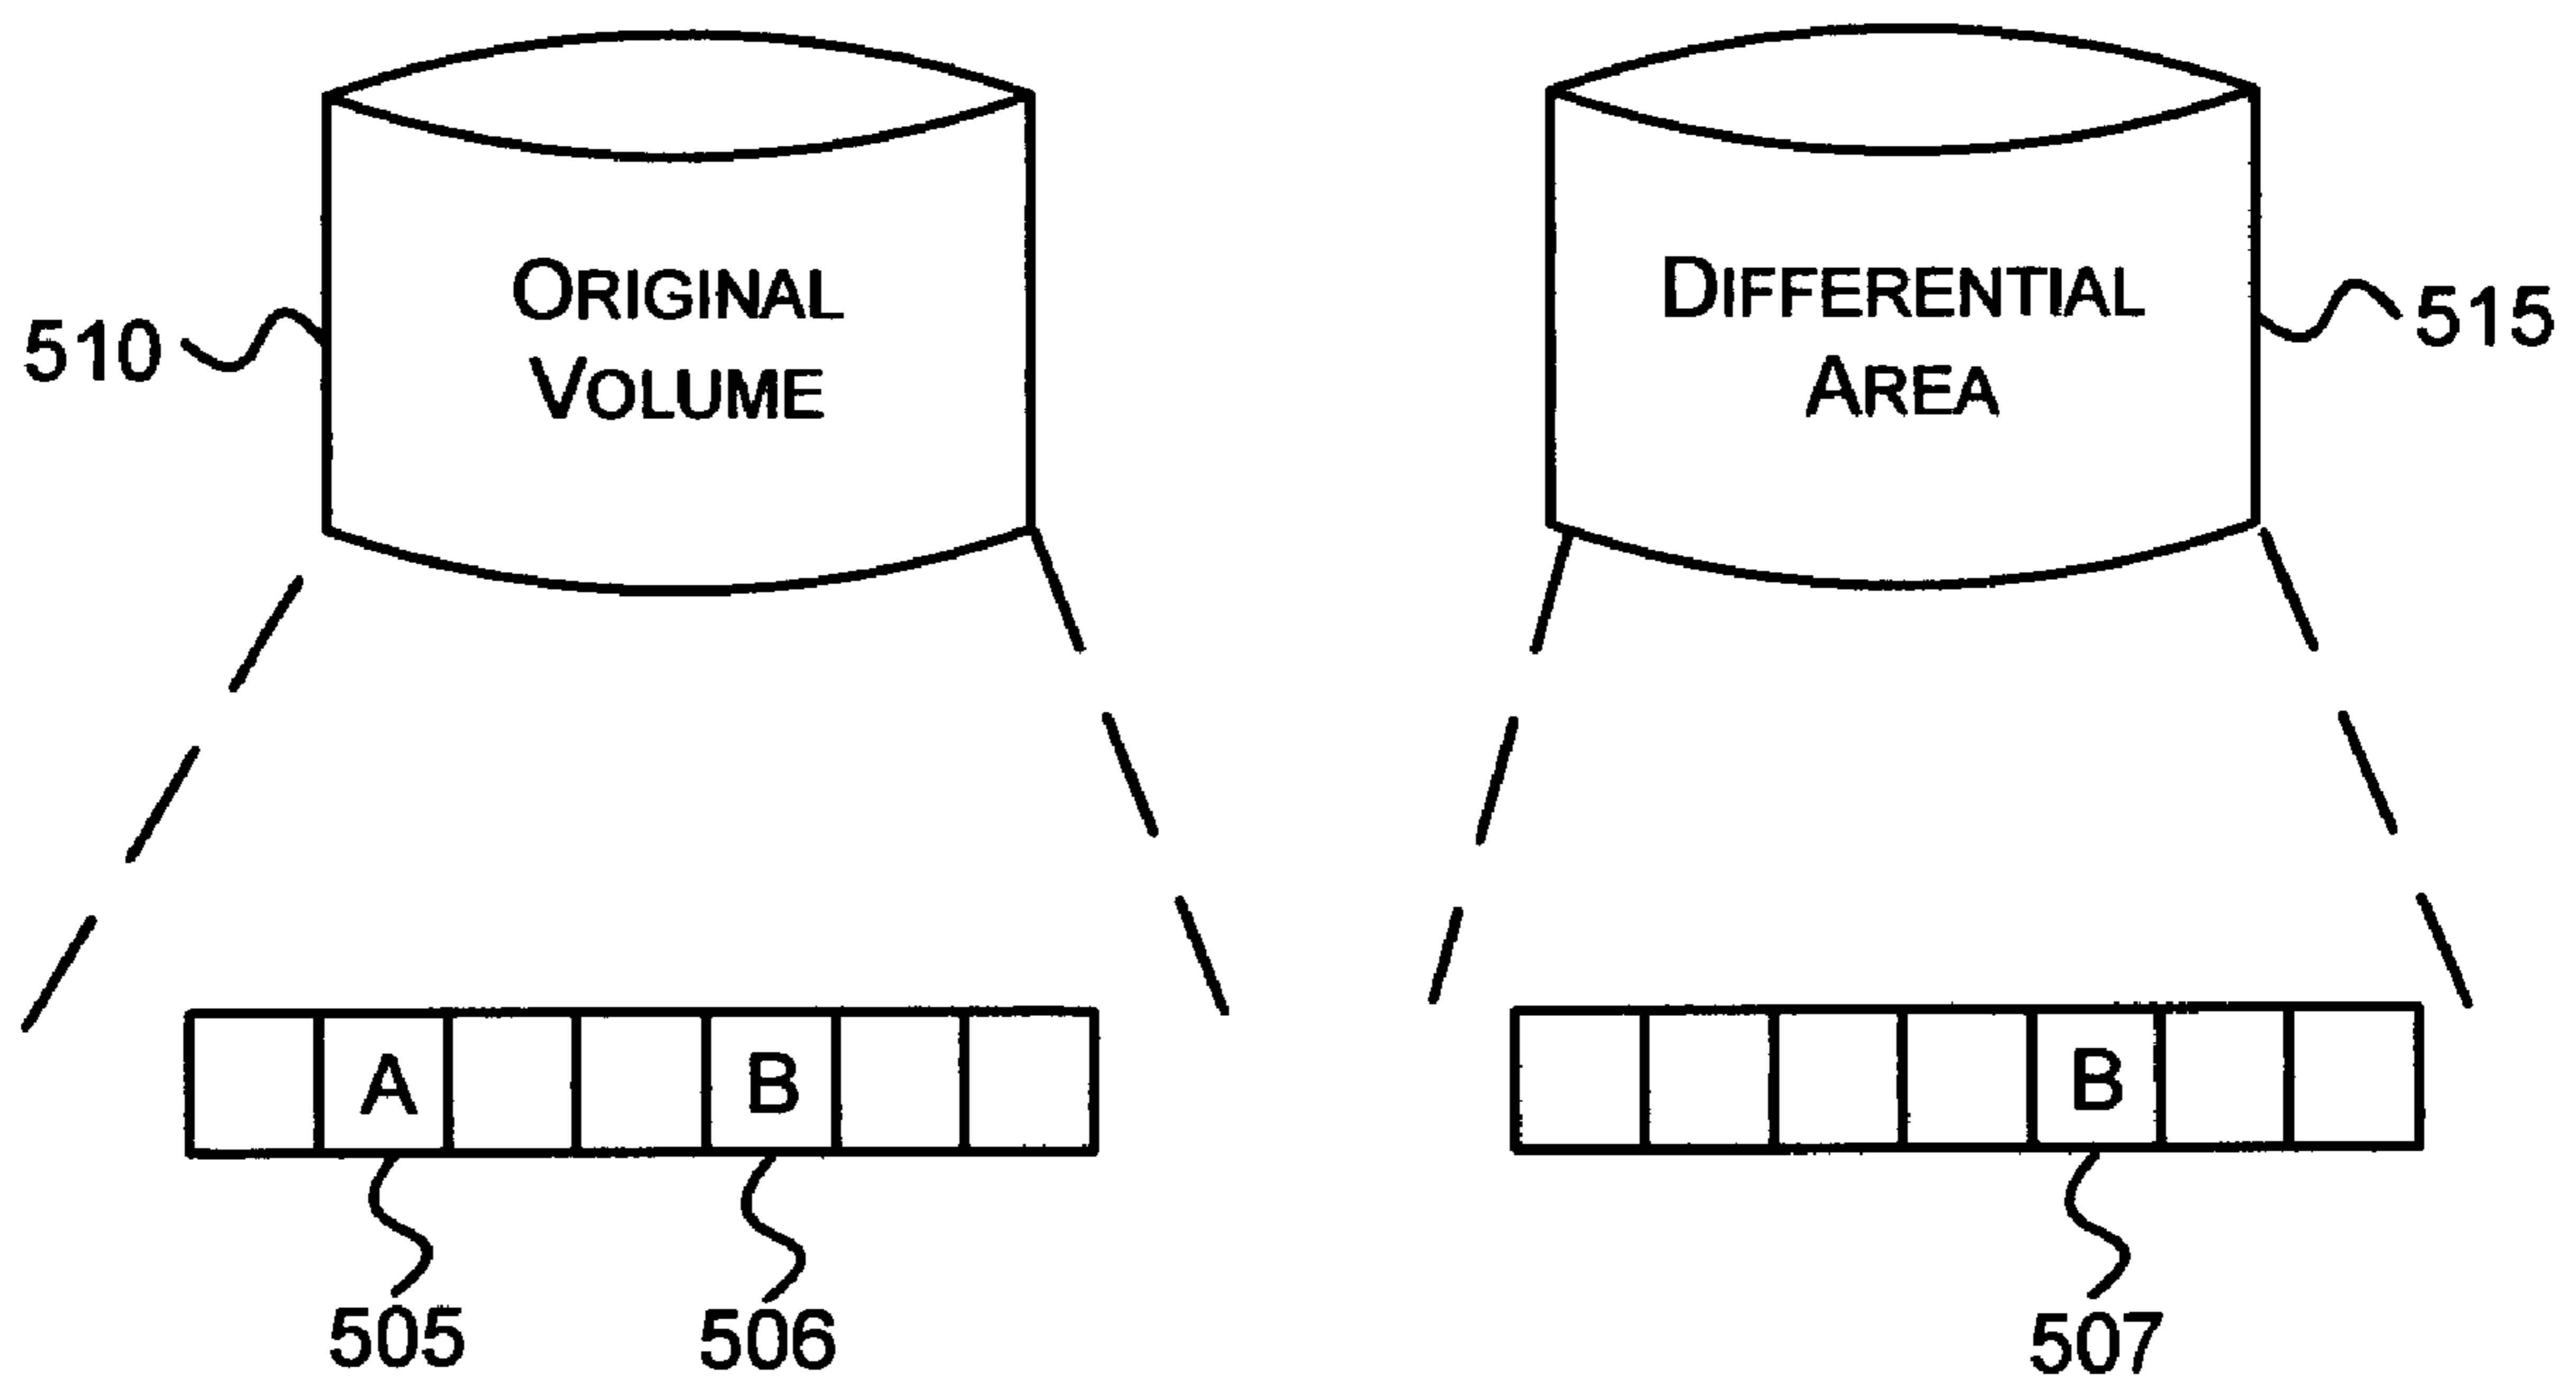 ORIGINAL
VOLUME
510
DIFFERENTIAL
AREA
515
A
B
505
506
B
507